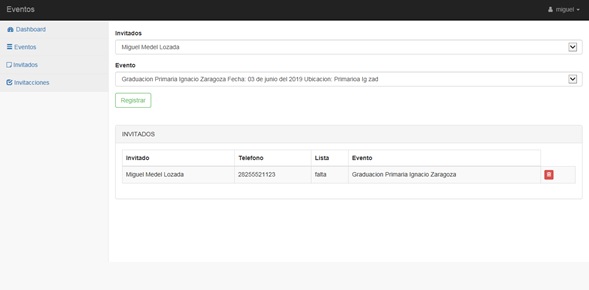 Eventos
miguel
Dashboard
Eventos
Invitados
Invitacciones
Invitados
Miguel Medel Lozada
Evento
Graduacion Primaria Ignacio Zaragoza Fecha: 03 de junio del 2019 Ubicacion: Primarioa Ig zad
Registrar
INVITADOS
Invitado Telefono Lista Evento
Miguel Medel Lozada 28255521123 falta Graduacion Primaria Ignacio Zaragoza